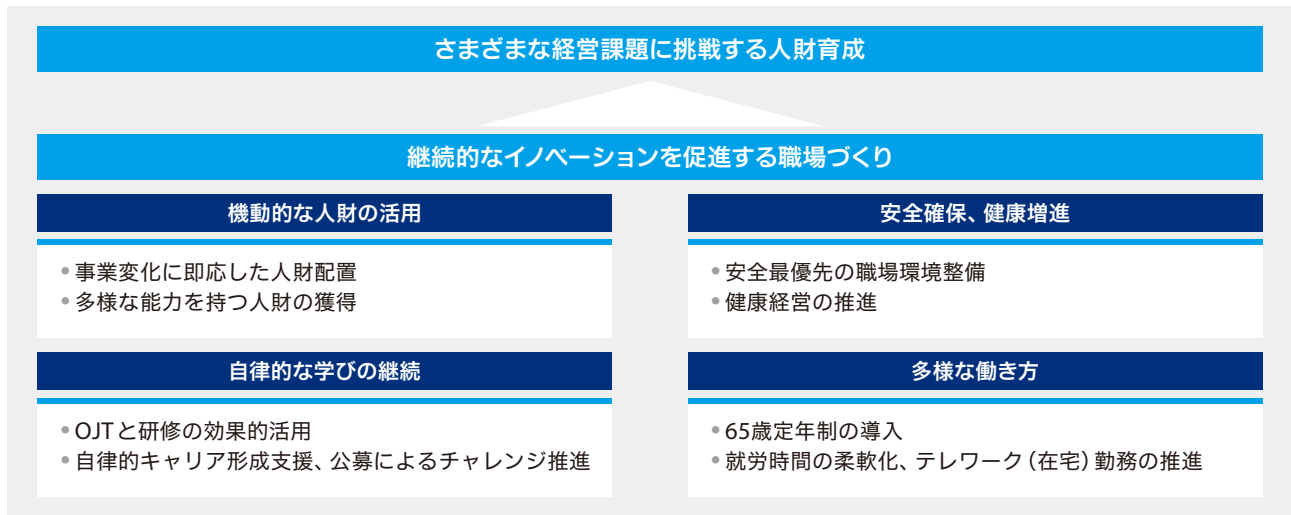 さまざまな経営課題に挑戦する人財育成
継続的なイノベーションを促進する職場づくり
機動的な人財の活用
•事業変化に即応した人財配置
•多様な能力を持つ人財の獲得
安全確保、健康増進
•安全最優先の職場環境整備
•健康経営の推進
自律的な学びの継続
•OJTと研修の効果的活用
•自律的キャリア形成支援、公募によるチャレンジ推進
多様な働き方
•65歳定年制の導入
•就労時間の柔軟化、テレワーク（在宅）勤務の推進